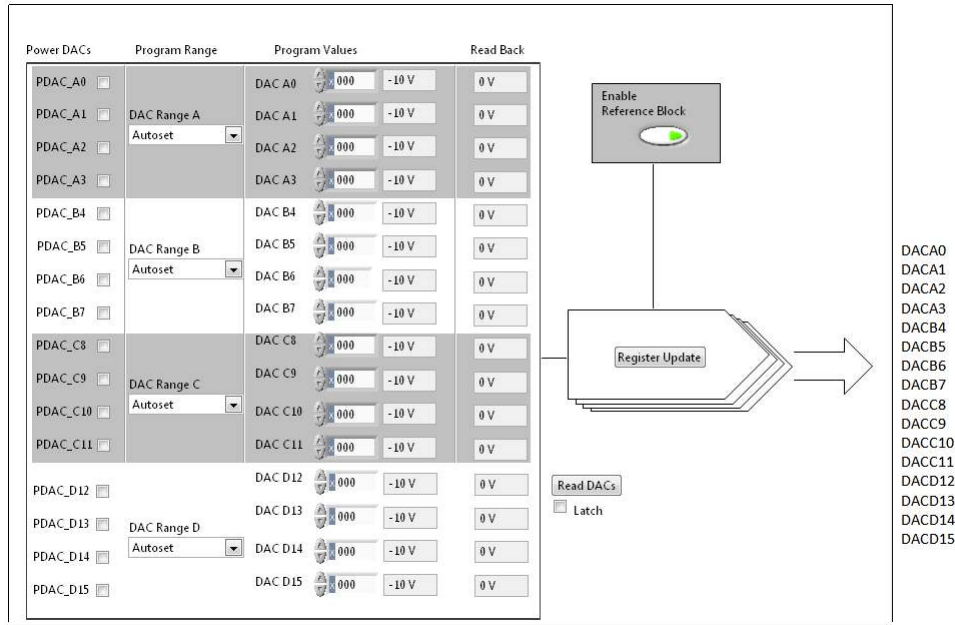 Power DACs Program Range Program Values Read Back
PDAC_A0 DAC A0 x 000 -10 V 0 V
PDAC_A1 DAC Range A DAC A1 x 000 -10 V 0 V
Autoset
PDAC_A2 DAC A2 x 000 -10 V 0 V
PDAC_A3 DAC A3 x 000 -10 V 0 V
PDAC_B4 DAC B4 x 000 -10 V 0 V
PDAC_B5 DAC Range B DAC B5 x 000 -10 V 0 V
Autoset
PDAC_B6 DAC B6 x 000 -10 V 0 V
PDAC_B7 DAC B7 x 000 -10 V 0 V
PDAC_C8 DAC C8 x 000 -10 V 0 V
PDAC_C9 DAC Range C DAC C9 x 000 -10 V 0 V
Autoset
PDAC_C10 DAC C10 x 000 -10 V 0 V
PDAC_C11 DAC C11 x 000 -10 V 0 V
PDAC_D12 DAC D12 x 000 -10 V 0 V
PDAC_D13 DAC Range D DAC D13 x 000 -10 V 0 V
Autoset
PDAC_D14 DAC D14 x 000 -10 V 0 V
PDAC_D15 DAC D15 x 000 -10 V 0 V
Enable
Reference Block
Register Update
Read DACs
Latch
DACA0
DACA1
DACA2
DACA3
DACB4
DACB5
DACB6
DACB7
DACC8
DACC9
DACC10
DACC11
DACD12
DACD13
DACD14
DACD15